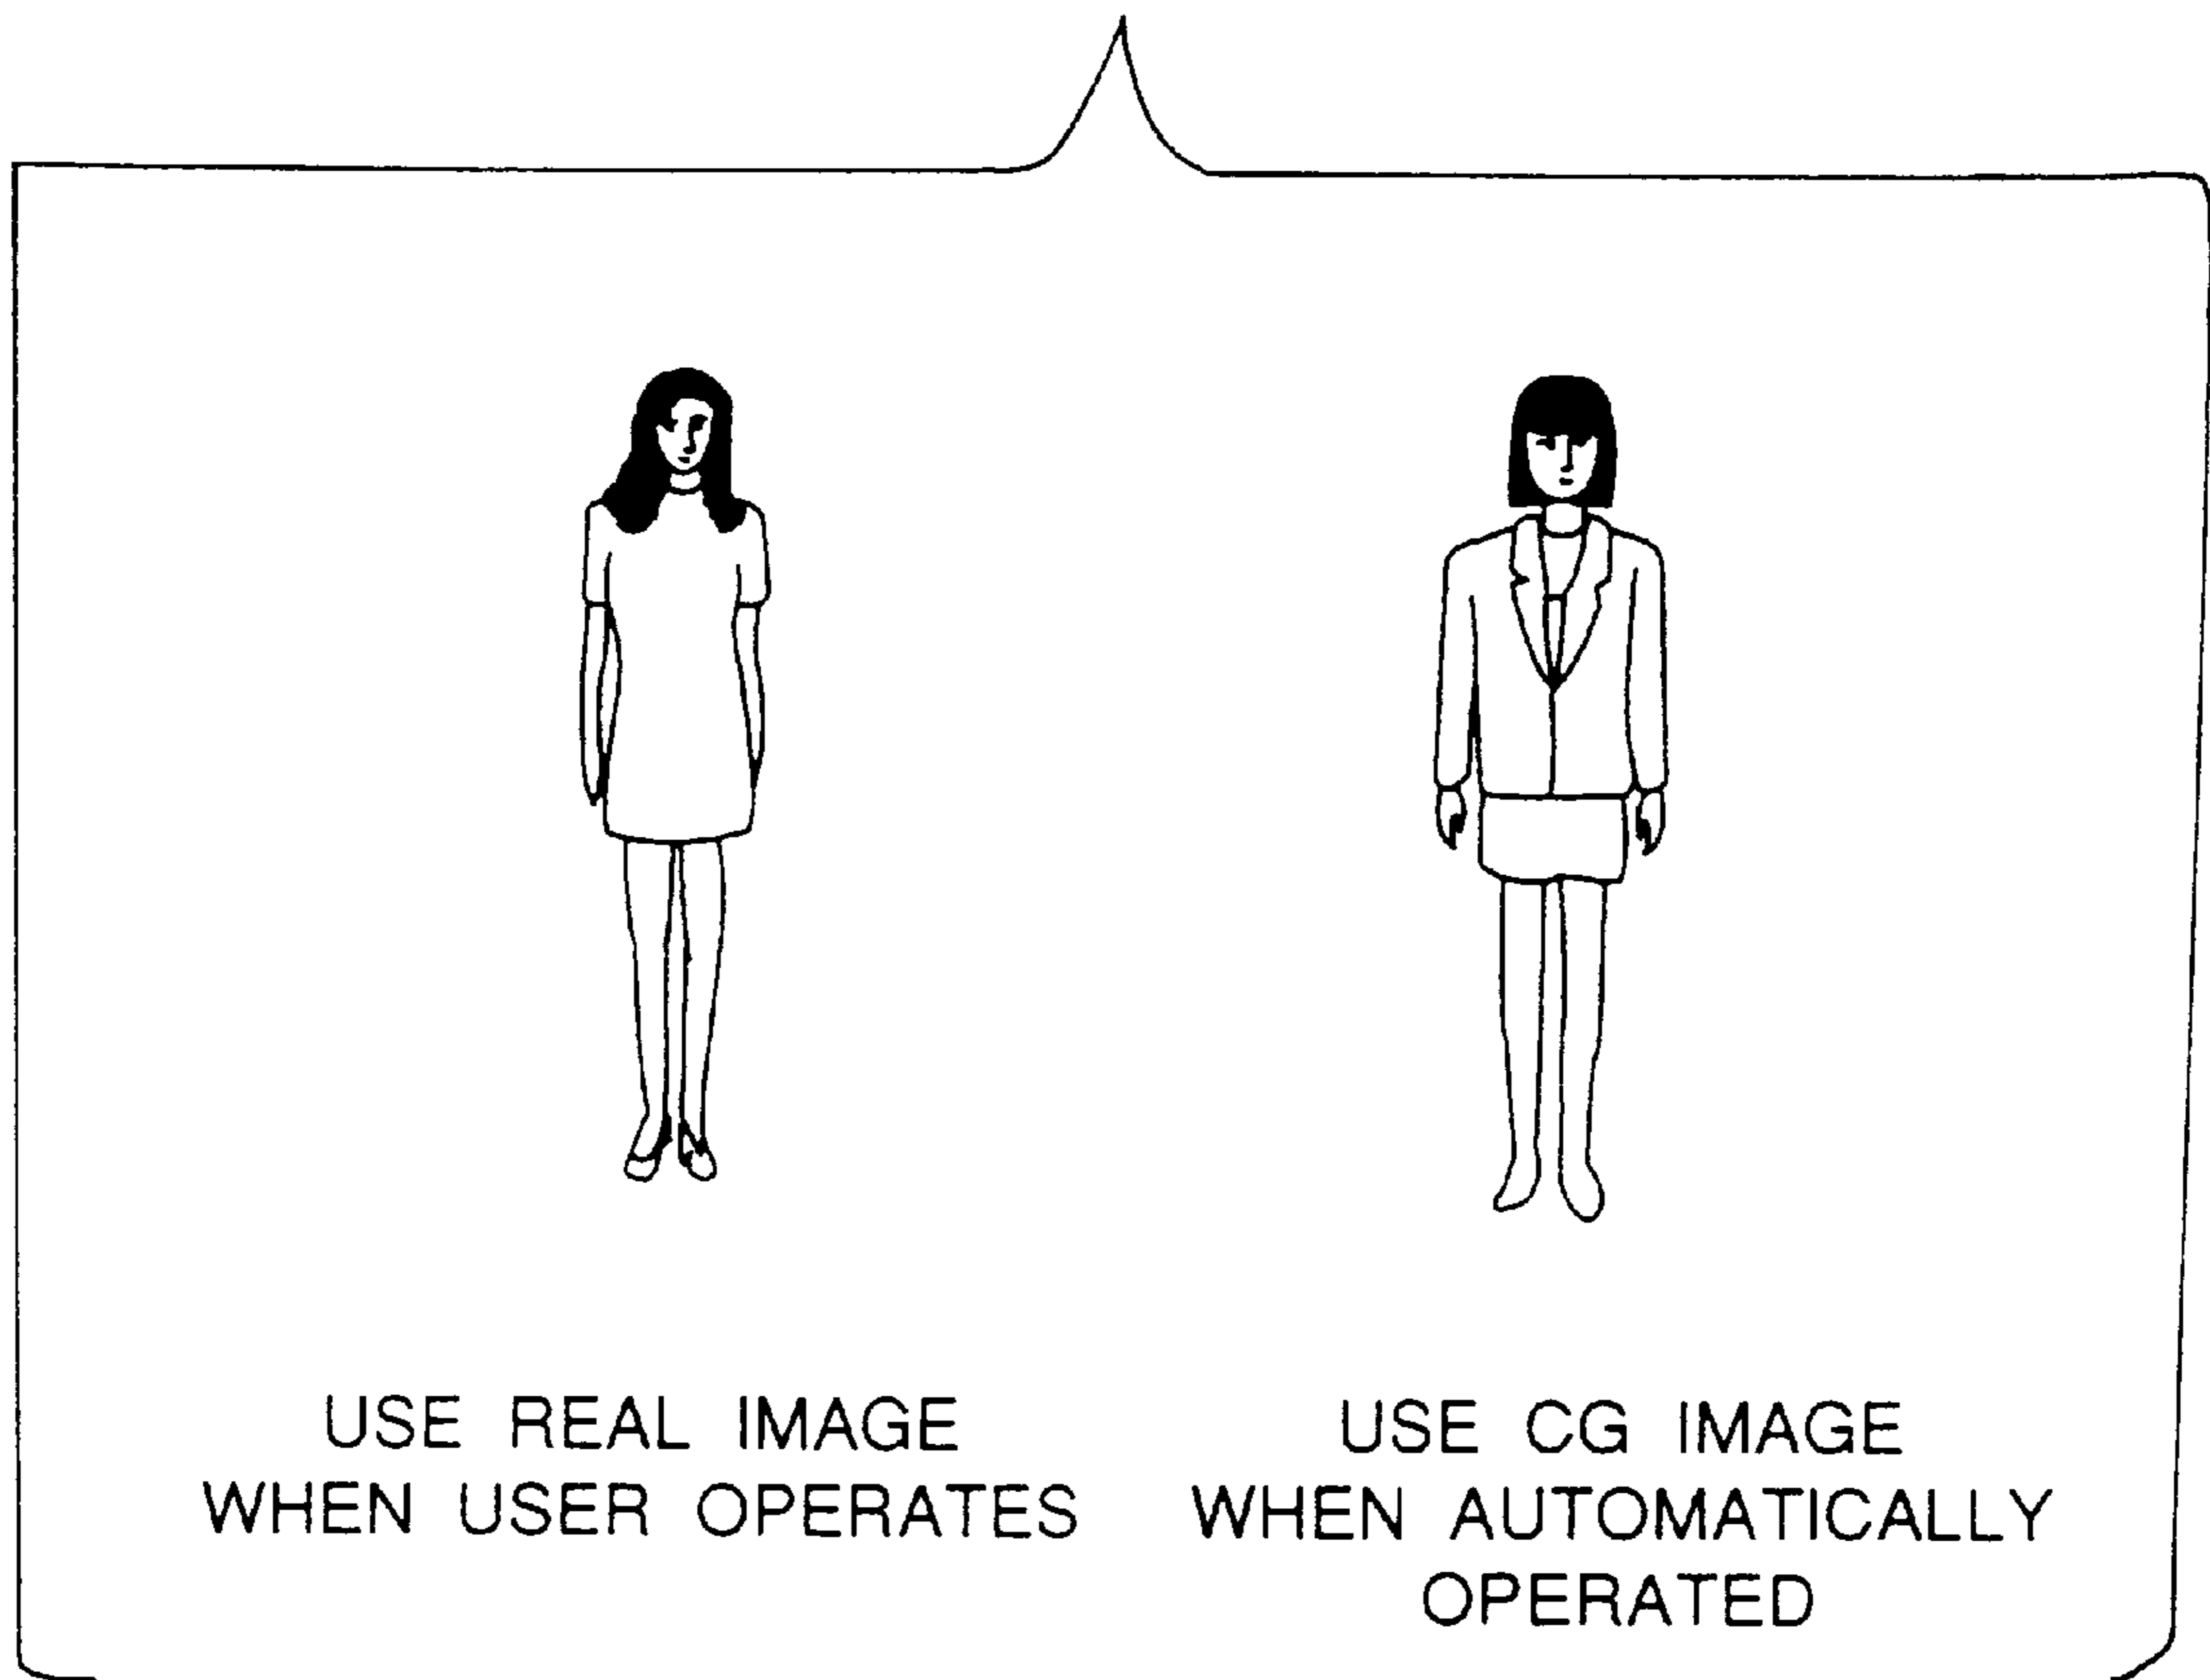 USE REAL IMAGE
WHEN USER OPERATES
USE CG IMAGE
WHEN AUTOMATICALLY
OPERATED